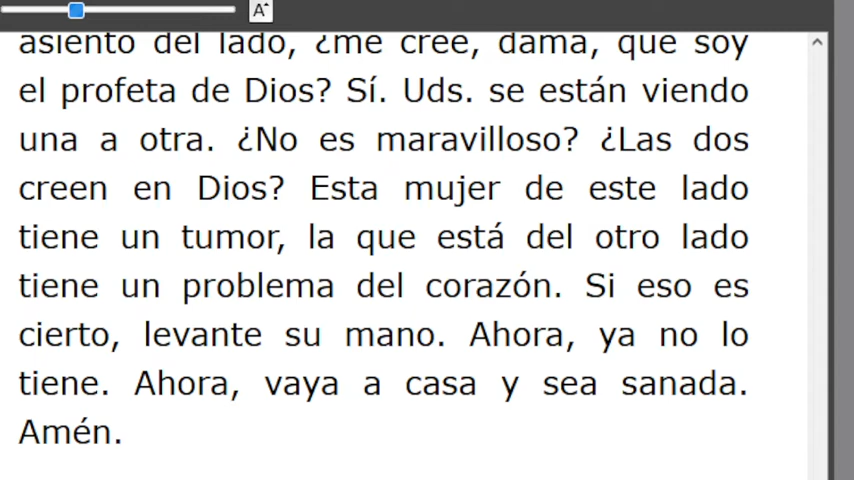 A
asiento del lado, ¿me cree, dama, que soy
el profeta de Dios? Sí. Uds. se están viendo
una a otra. ¿No es maravilloso? ¿Las dos
creen en Dios? Esta mujer de este lado
tiene un tumor, la que está del otro lado
tiene un problema del corazón. Si eso es
cierto, levante su mano. Ahora, ya no lo
tiene. Ahora, vaya a casa y sea sanada.
Amén.